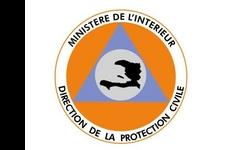 MINISTERE DE L'INTERIEUR
DIRECTION DE LA PROTECTION CIVILE